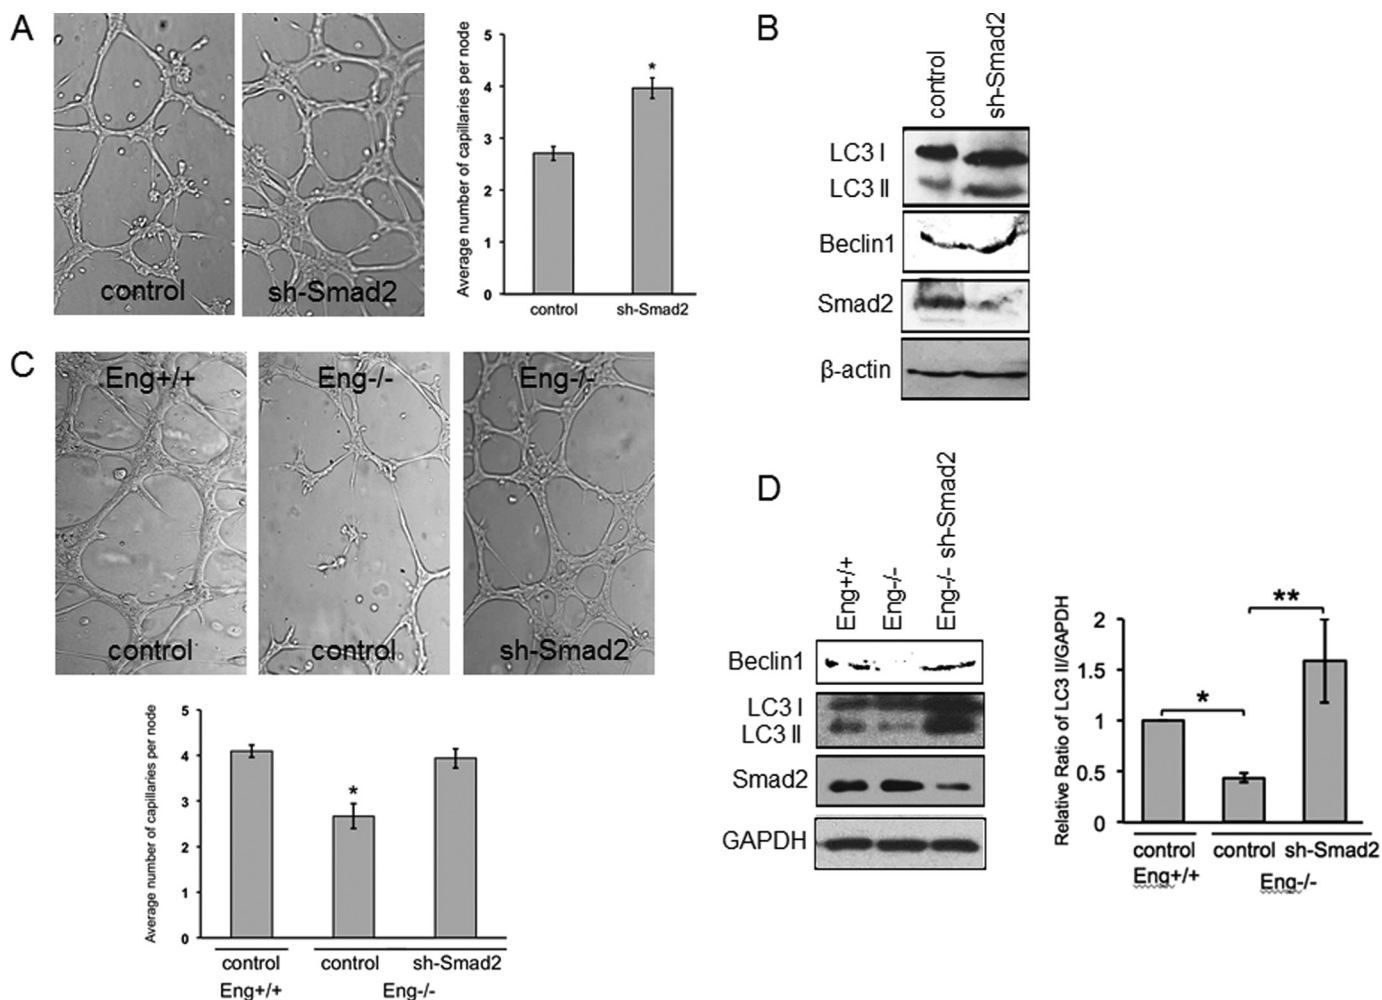 A
control
sh-Smad2
Average number of capillaries per node
5
4
3
2
1
0
*
control
sh-Smad2
B
control
sh-Smad2
LC3 I
LC3 II
Beclin1
Smad2
β-actin
C
Eng+/+
control
Eng-/-
control
Eng-/-
sh-Smad2
Average number of capillaries per node
5
4
3
2
1
0
*
control
control
sh-Smad2
Eng+/+
Eng-/-
D
Eng+/+
Eng-/-
Eng-/- sh-Smad2
Beclin1
LC3 I
LC3 II
Smad2
GAPDH
Relative Ratio of LC3 II/GAPDH
2
1.5
1
0.5
0
*
**
control
control
sh-Smad2
Eng+/+
Eng-/-